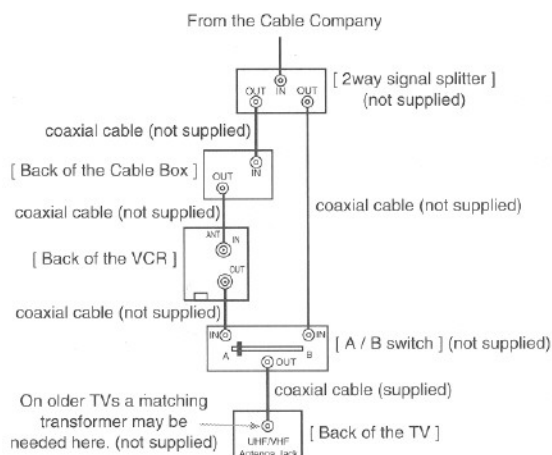 From the Cable Company
[ 2way signal splitter ]
(not supplied)
IN
OUT OUT
coaxial cable (not supplied)
[ Back of the Cable Box ]
IN
OUT
coaxial cable (not supplied)
coaxial cable (not supplied)
ANT IN
[ Back of the VCR ]
OUT
coaxial cable (not supplied)
IN IN
[ A / B switch ] (not supplied)
A B
OUT
coaxial cable (supplied)
On older TVs a matching
transformer may be
needed here. (not supplied)
[ Back of the TV ]
UHF/VHF
Antenna Jack